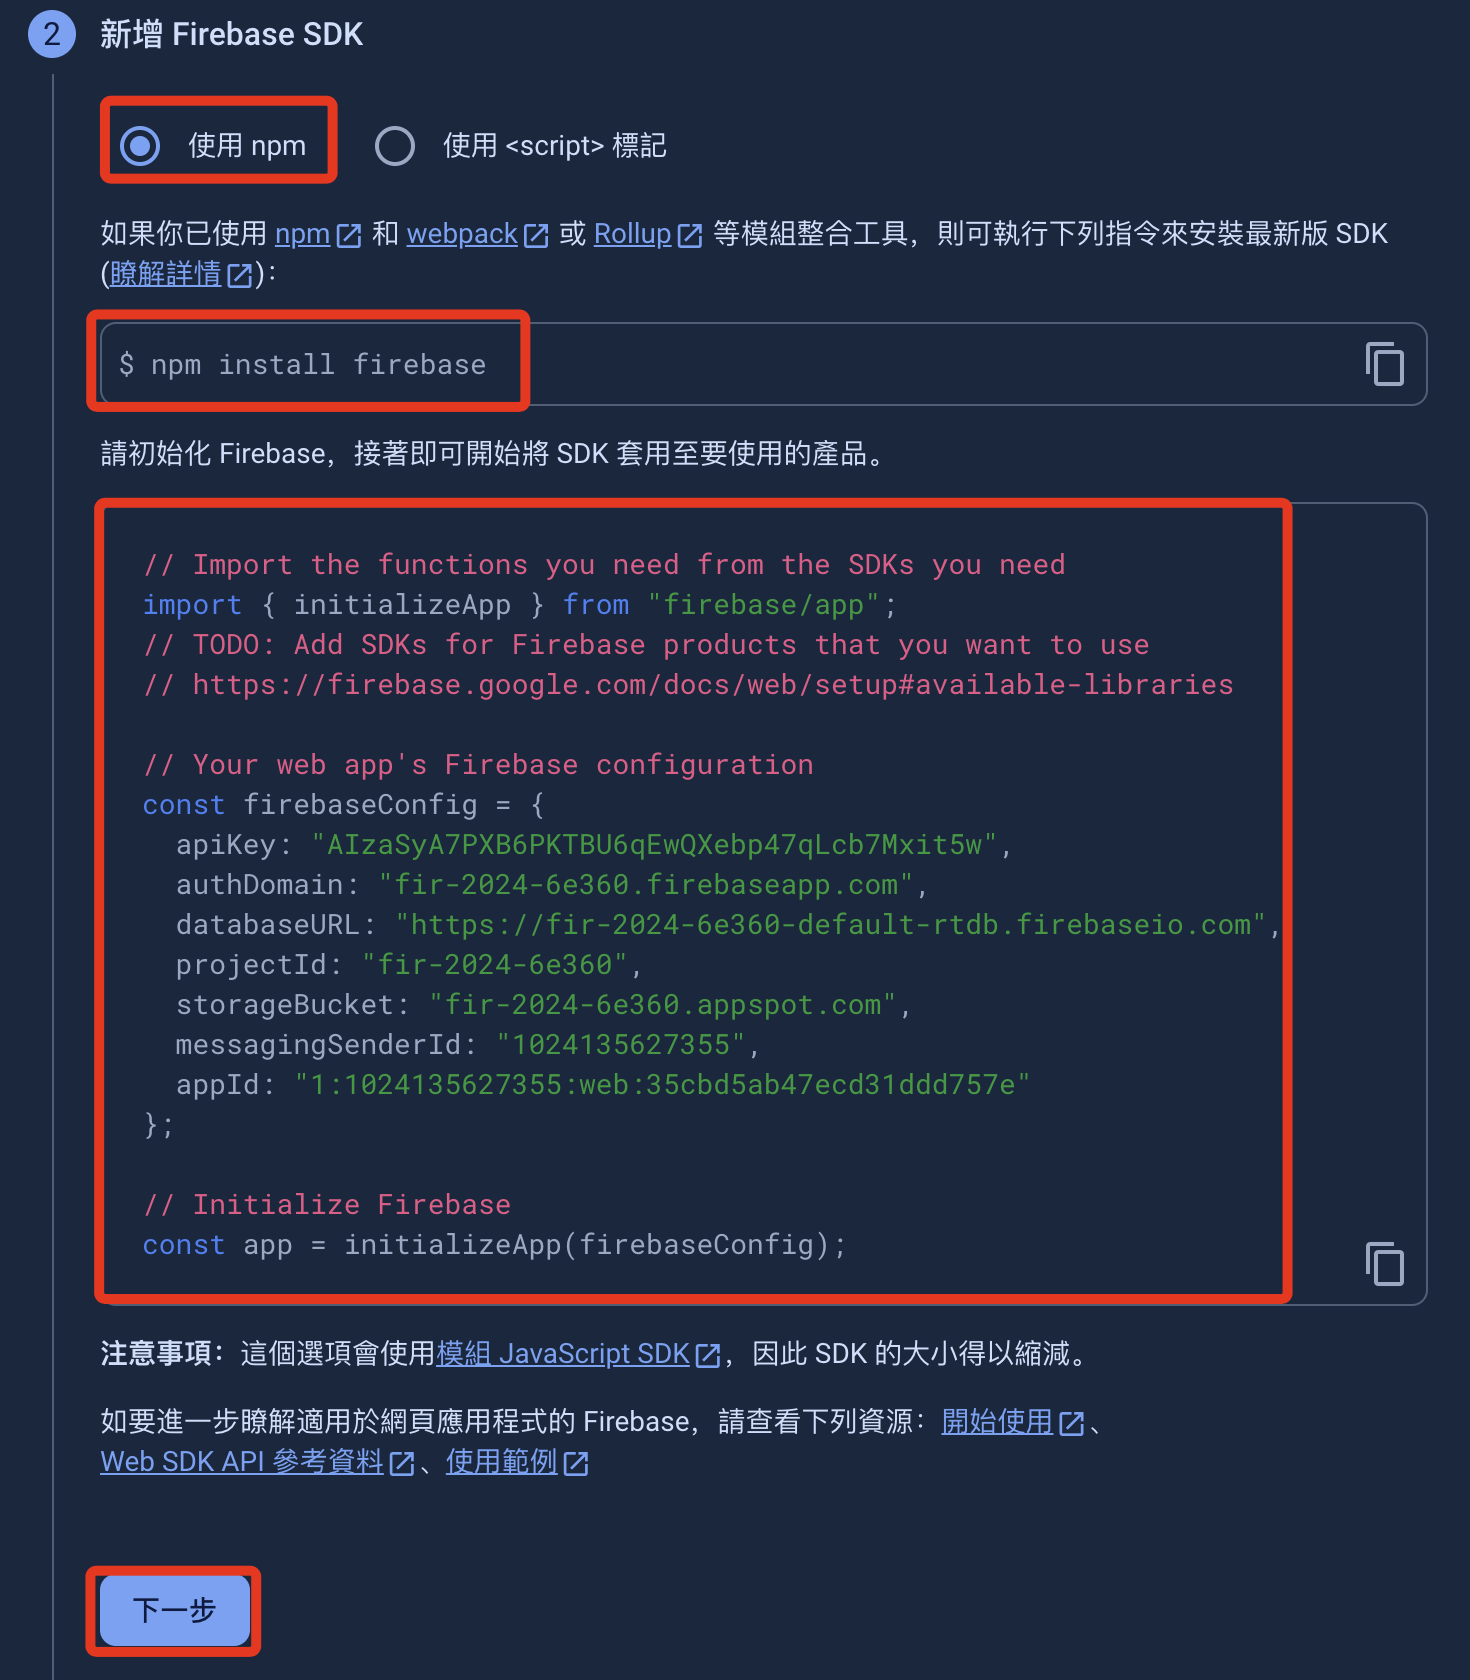 2 新增 Firebase SDK
使用 npm 使用 <script> 標記
如果你已使用 npm 和 webpack 或 Rollup 等模組整合工具，則可執行下列指令來安裝最新版 SDK
(瞭解詳情)：
$ npm install firebase
請初始化 Firebase，接著即可開始將 SDK 套用至要使用的產品。
// Import the functions you need from the SDKs you need
import { initializeApp } from "firebase/app";
// TODO: Add SDKs for Firebase products that you want to use
// https://firebase.google.com/docs/web/setup#available-libraries
// Your web app's Firebase configuration
const firebaseConfig = {
  apiKey: "AIzaSyA7PXB6PKTBU6qEwQXebp47qLcb7Mxit5w",
  authDomain: "fir-2024-6e360.firebaseapp.com",
  databaseURL: "https://fir-2024-6e360-default-rtdb.firebaseio.com",
  projectId: "fir-2024-6e360",
  storageBucket: "fir-2024-6e360.appspot.com",
  messagingSenderId: "1024135627355",
  appId: "1:1024135627355:web:35cbd5ab47ecd31ddd757e"
};
// Initialize Firebase
const app = initializeApp(firebaseConfig);
注意事項：這個選項會使用模組 JavaScript SDK，因此 SDK 的大小得以縮減。
如要進一步瞭解適用於網頁應用程式的 Firebase，請查看下列資源：開始使用、
Web SDK API 參考資料、使用範例
下一步